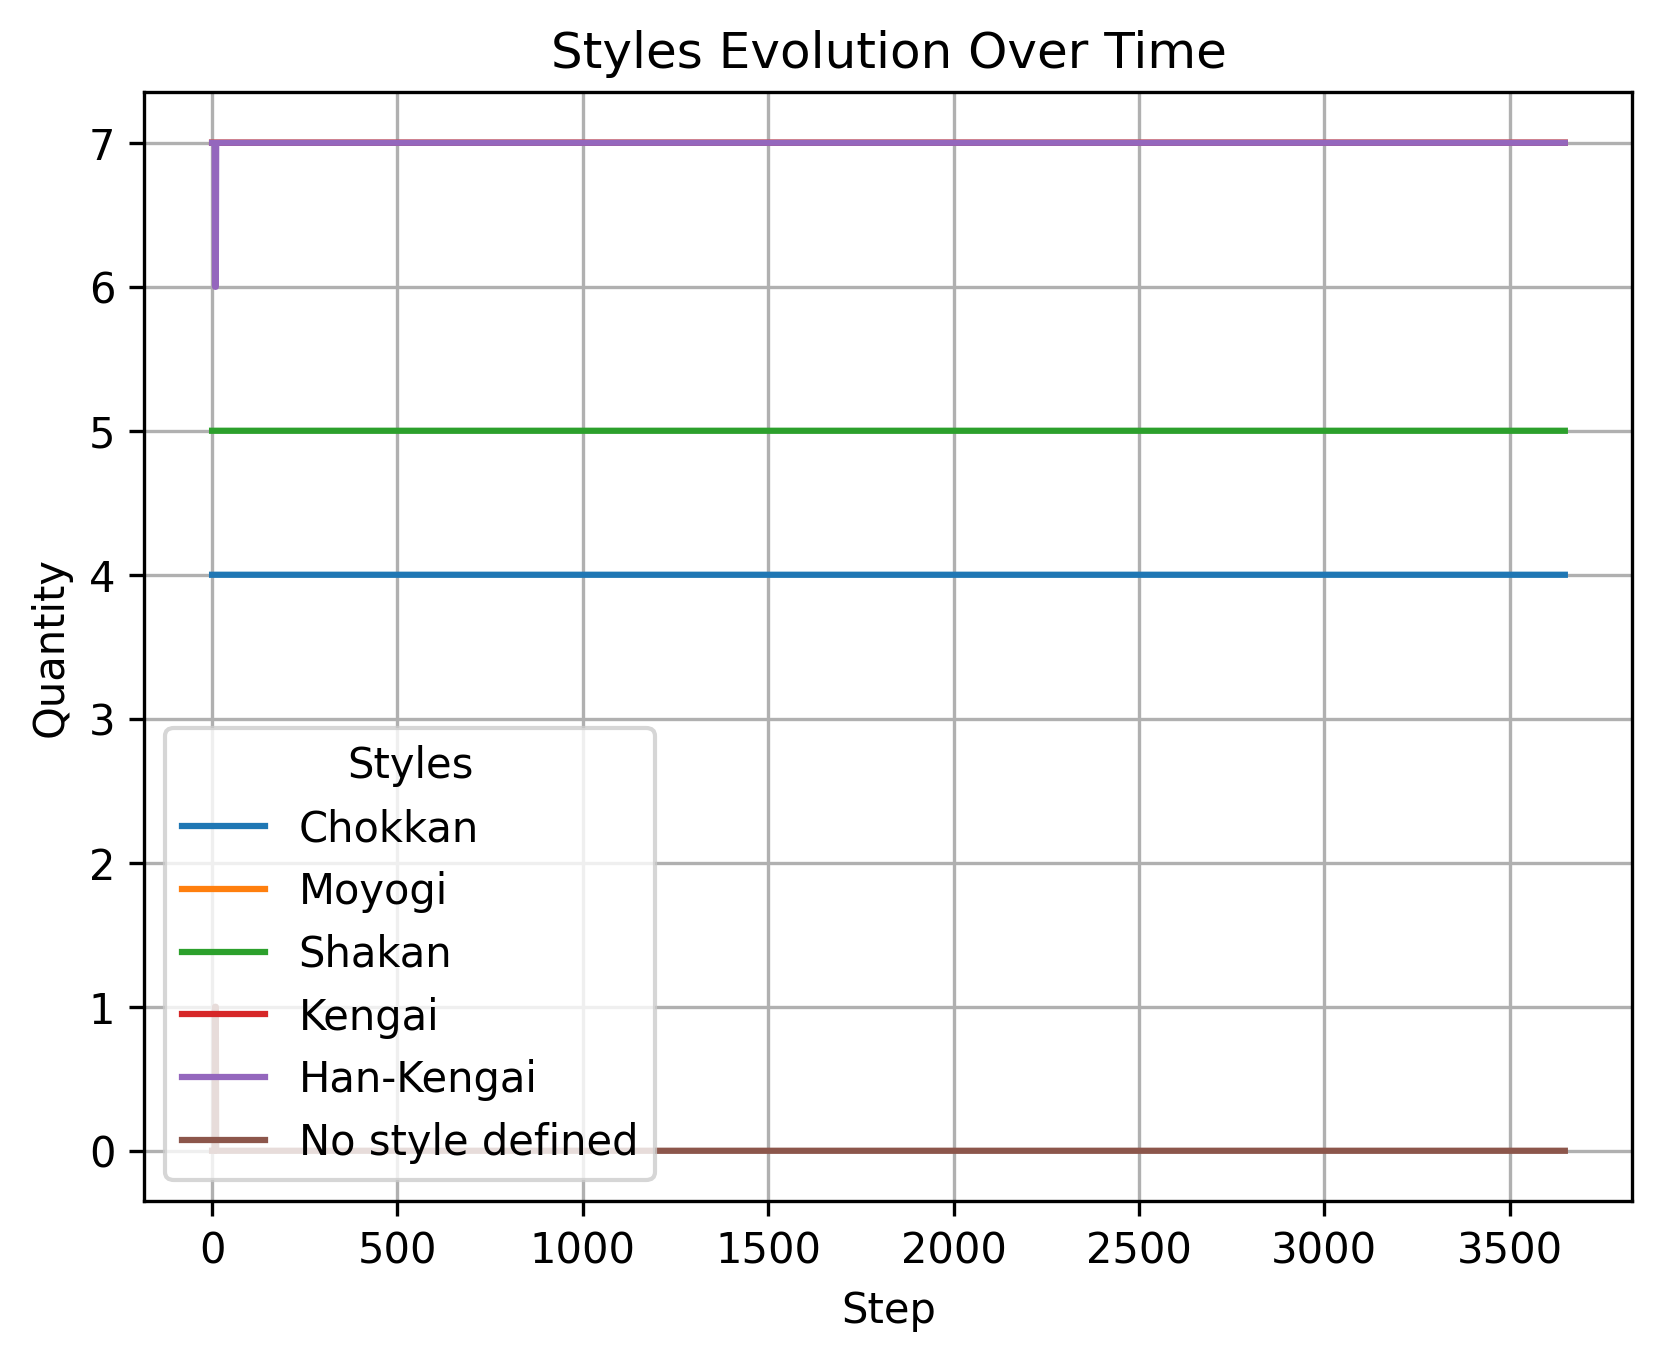 Styles Evolution Over Time
Quantity
7
6
5
4
3
2
1
0
Styles
Chokkan
Moyogi
Shakan
Kengai
Han-Kengai
No style defined
0 500 1000 1500 2000 2500 3000 3500
Step